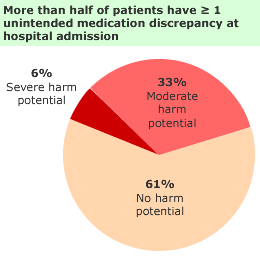 More than half of patients have ≥ 1
unintended medication discrepancy at
hospital admission
6%
Severe harm
potential
33%
Moderate
harm
potential
61%
No harm
potential